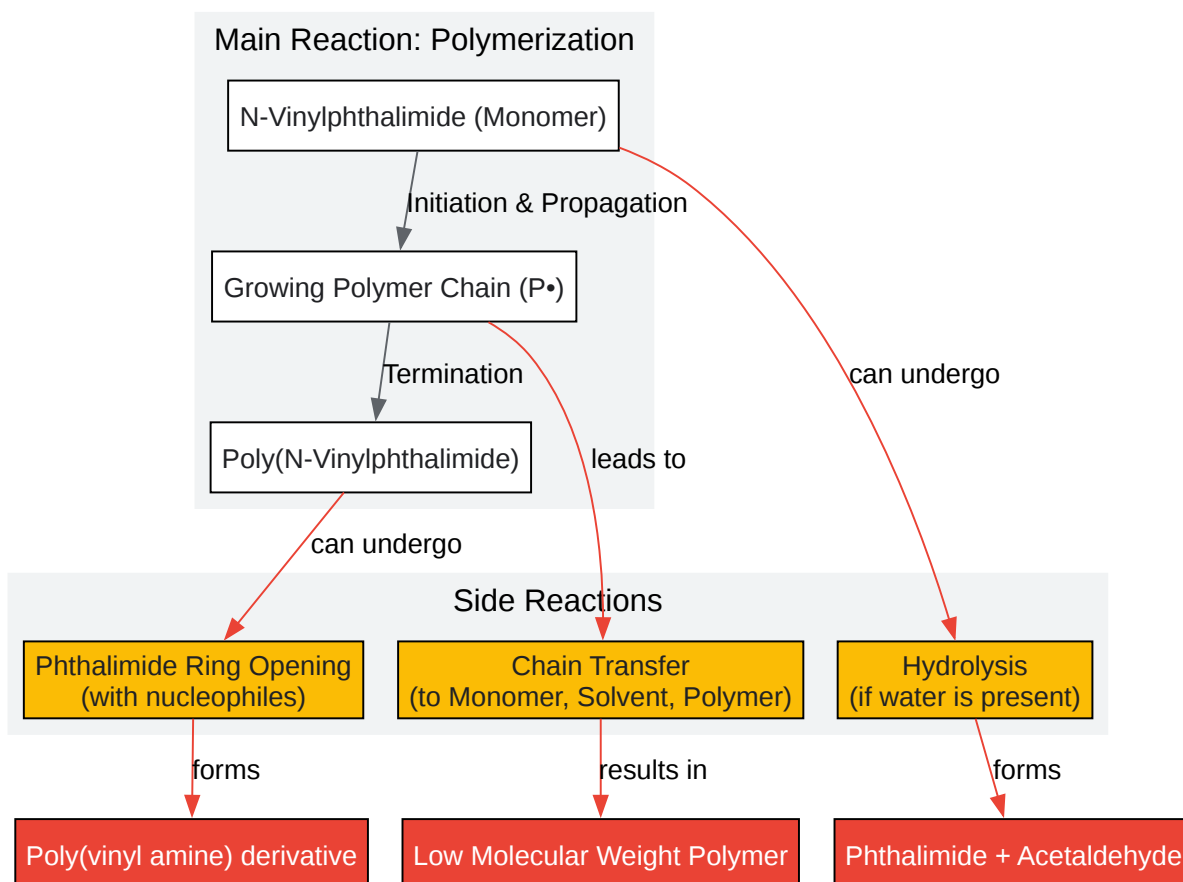 Main Reaction: Polymerization
N-Vinylphthalimide (Monomer)
Initiation & Propagation
Growing Polymer Chain (P•)
Termination
can undergo
Poly(N-Vinylphthalimide)
leads to
can undergo
Side Reactions
Phthalimide Ring Opening
(with nucleophiles)
Chain Transfer
(to Monomer, Solvent, Polymer)
Hydrolysis
(if water is present)
forms
results in
forms
Poly(vinyl amine) derivative
Low Molecular Weight Polymer
Phthalimide + Acetaldehyde